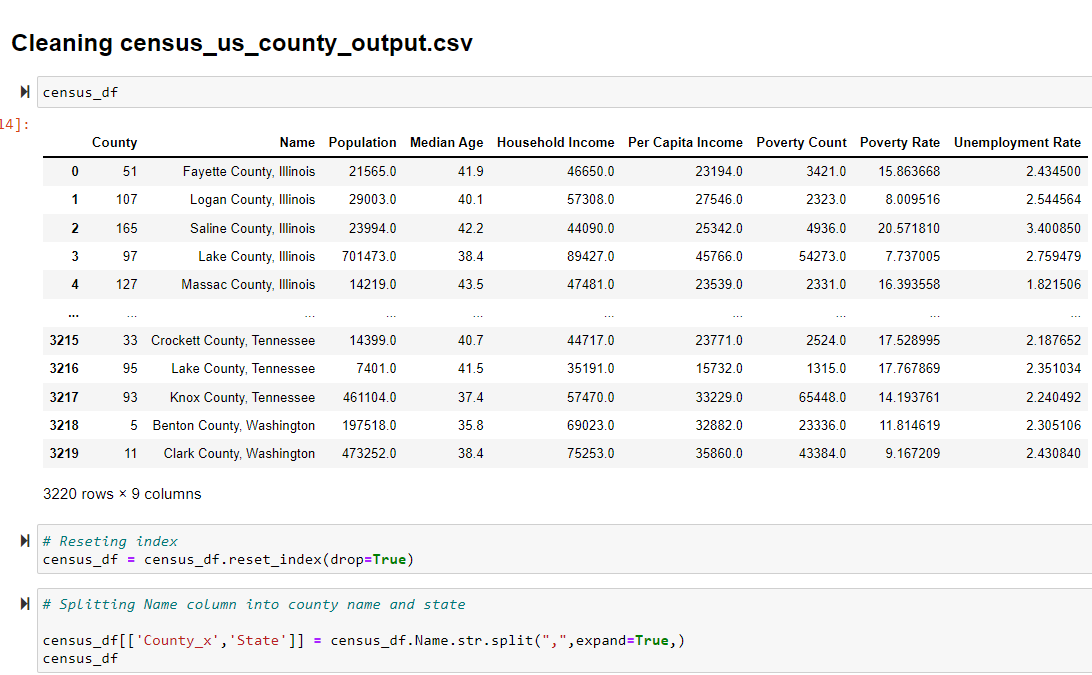 Cleaning census_us_county_output.csv
census_df
14]:
County Name Population Median Age Household Income Per Capita Income Poverty Count Poverty Rate Unemployment Rate
0 51 Fayette County, Illinois 21565.0 41.9 46650.0 23194.0 3421.0 15.863668 2.434500
1 107 Logan County, Illinois 29003.0 40.1 57308.0 27546.0 2323.0 8.009516 2.544564
2 165 Saline County, Illinois 23994.0 42.2 44090.0 25342.0 4936.0 20.571810 3.400850
3 97 Lake County, Illinois 701473.0 38.4 89427.0 45766.0 54273.0 7.737005 2.759479
4 127 Massac County, Illinois 14219.0 43.5 47481.0 23539.0 2331.0 16.393558 1.821506
... ... ... ... ... ... ... ... ... ...
3215 33 Crockett County, Tennessee 14399.0 40.7 44717.0 23771.0 2524.0 17.528995 2.187652
3216 95 Lake County, Tennessee 7401.0 41.5 35191.0 15732.0 1315.0 17.767869 2.351034
3217 93 Knox County, Tennessee 461104.0 37.4 57470.0 33229.0 65448.0 14.193761 2.240492
3218 5 Benton County, Washington 197518.0 35.8 69023.0 32882.0 23336.0 11.814619 2.305106
3219 11 Clark County, Washington 473252.0 38.4 75253.0 35860.0 43384.0 9.167209 2.430840
3220 rows × 9 columns
# Reseting index
census_df = census_df.reset_index(drop=True)
# Splitting Name column into county name and state
census_df[['County_x','State']] = census_df.Name.str.split(",",expand=True,)
census_df